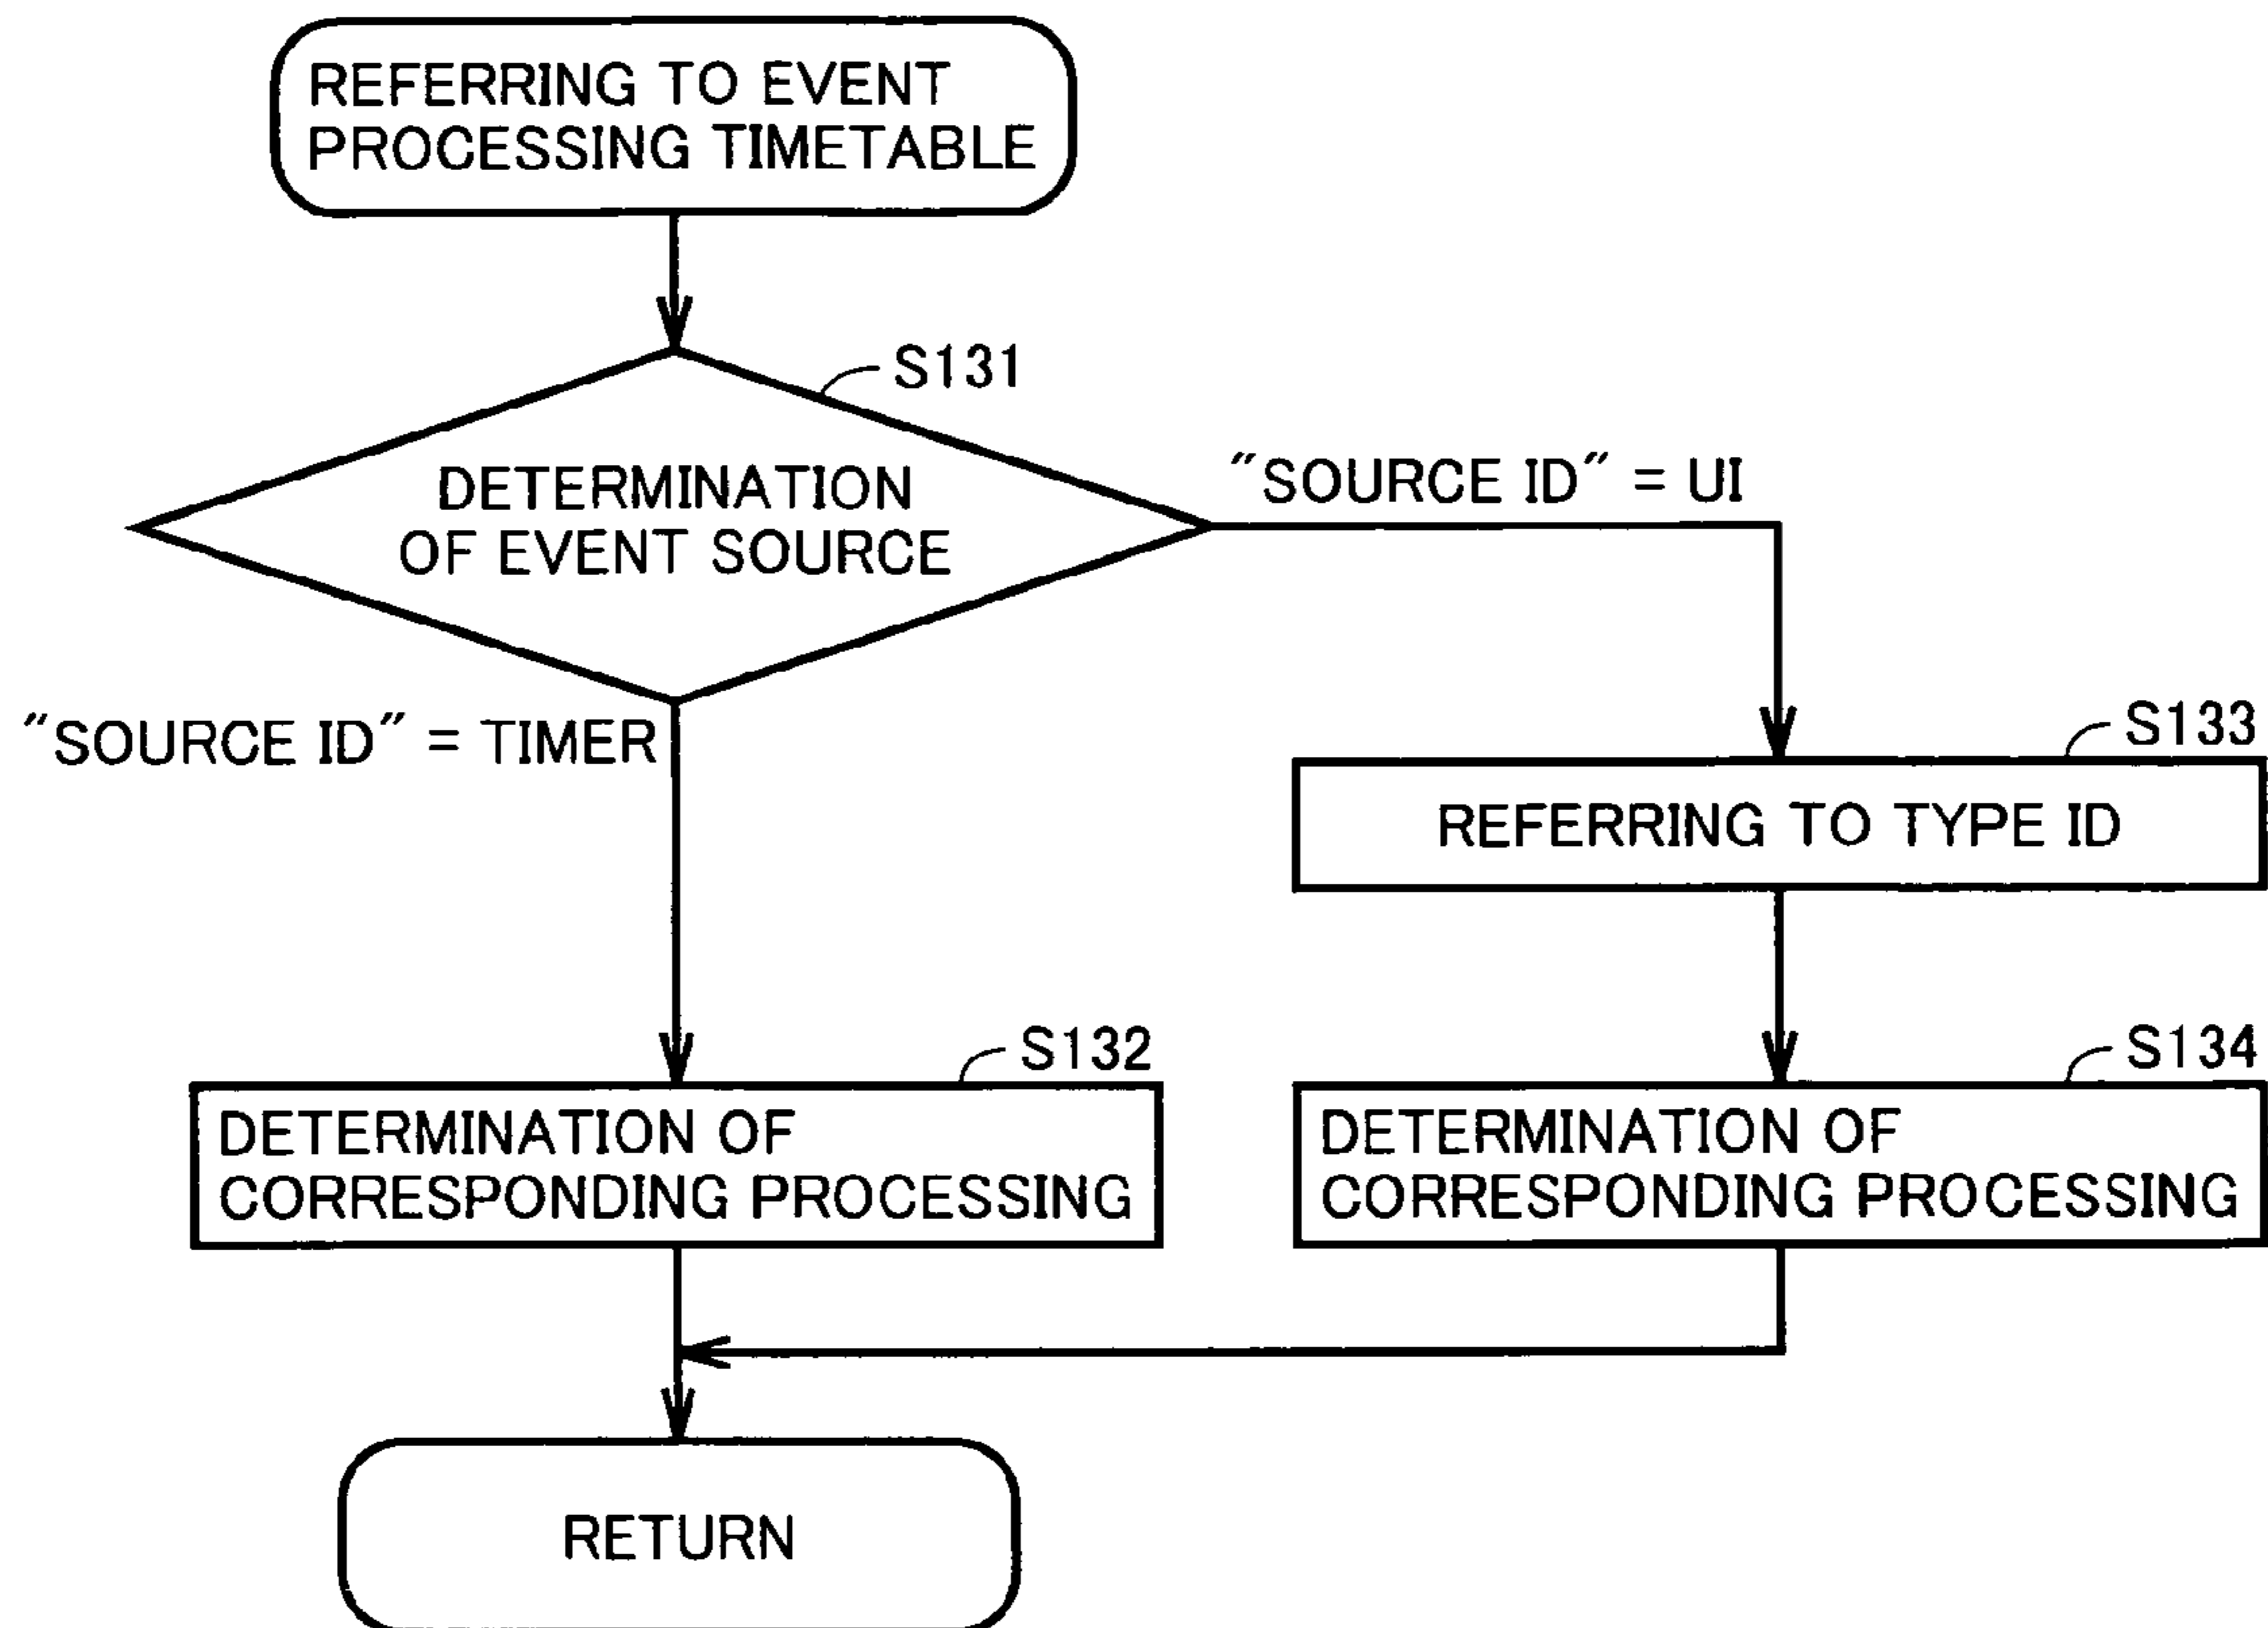 REFERRING TO EVENT
PROCESSING TIMETABLE
S131
DETERMINATION
OF EVENT SOURCE
"SOURCE ID" = UI
"SOURCE ID" = TIMER
S133
REFERRING TO TYPE ID
S132
DETERMINATION OF
CORRESPONDING PROCESSING
S134
DETERMINATION OF
CORRESPONDING PROCESSING
RETURN